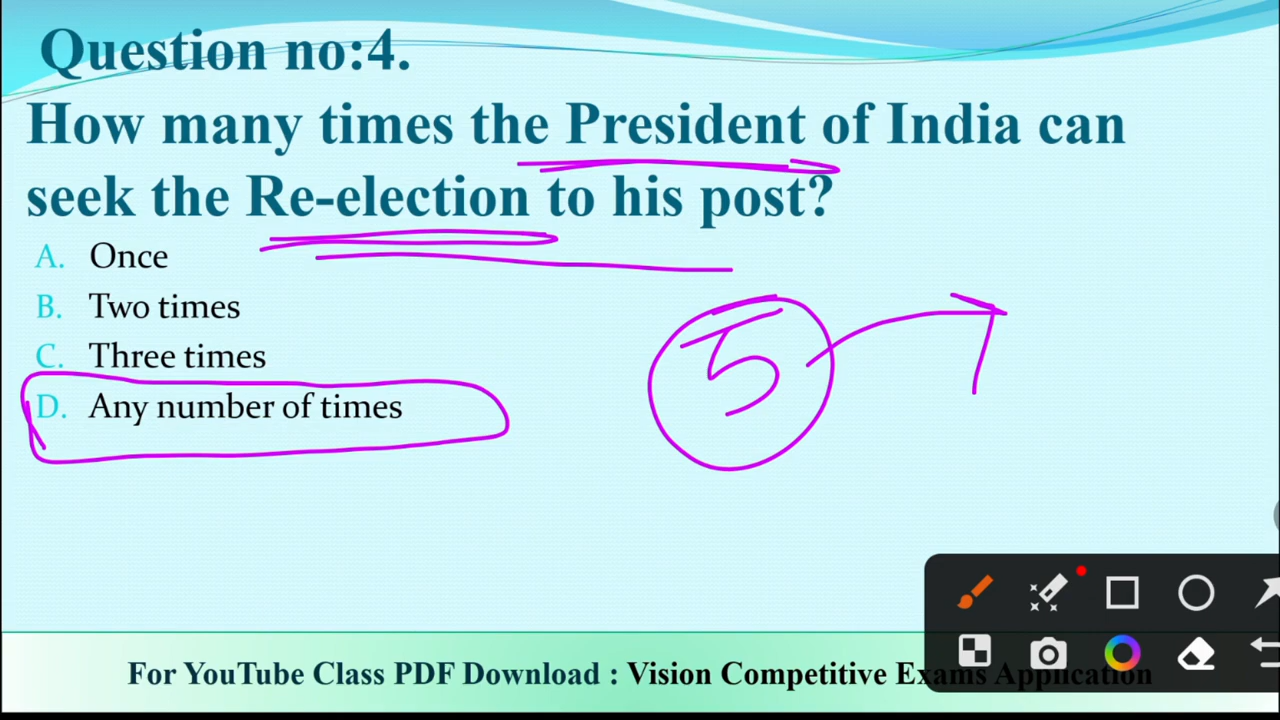 Question no:4.
How many times the President of India can
seek the Re-election to his post?
A. Once
B. Two times
C. Three times
D. Any number of times
5
For YouTube Class PDF Download : Vision Competitive Exams Application